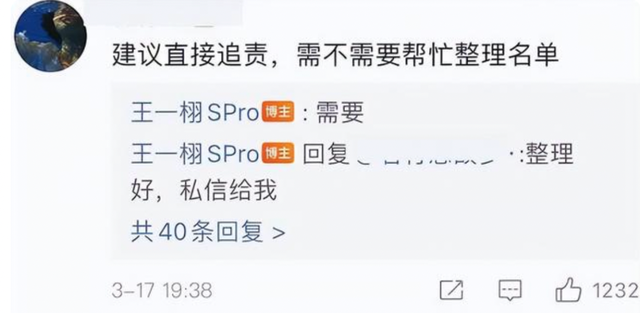 建议直接追责，需不需要帮忙整理名单
王一栩SPro 博主：需要
王一栩SPro 博主 回复:整理
好，私信给我
共40条回复 >
3-17 19:38
1232